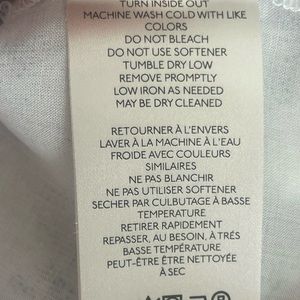 TURN INSIDE OUT
MACHINE WASH COLD WITH LIKE
COLORS
DO NOT BLEACH
DO NOT USE SOFTENER
TUMBLE DRY LOW
REMOVE PROMPTLY
LOW IRON AS NEEDED
MAY BE DRY CLEANED
RETOURNER À L'ENVERS
LAVER À LA MACHINE À L'EAU
FROIDE AVEC COULEURS
SIMILAIRES
NE PAS BLANCHIR
NE PAS UTILISER SOFTENER
SECHER PAR CULBUTAGE À BASSE
TEMPERATURE
RETIRER RAPIDEMENT
REPASSER, AU BESOIN, À TRÉS
BASSE TEMPÉRATURE
PEUT-ÊTRE ÊTRE NETTOYÉE
À SEC